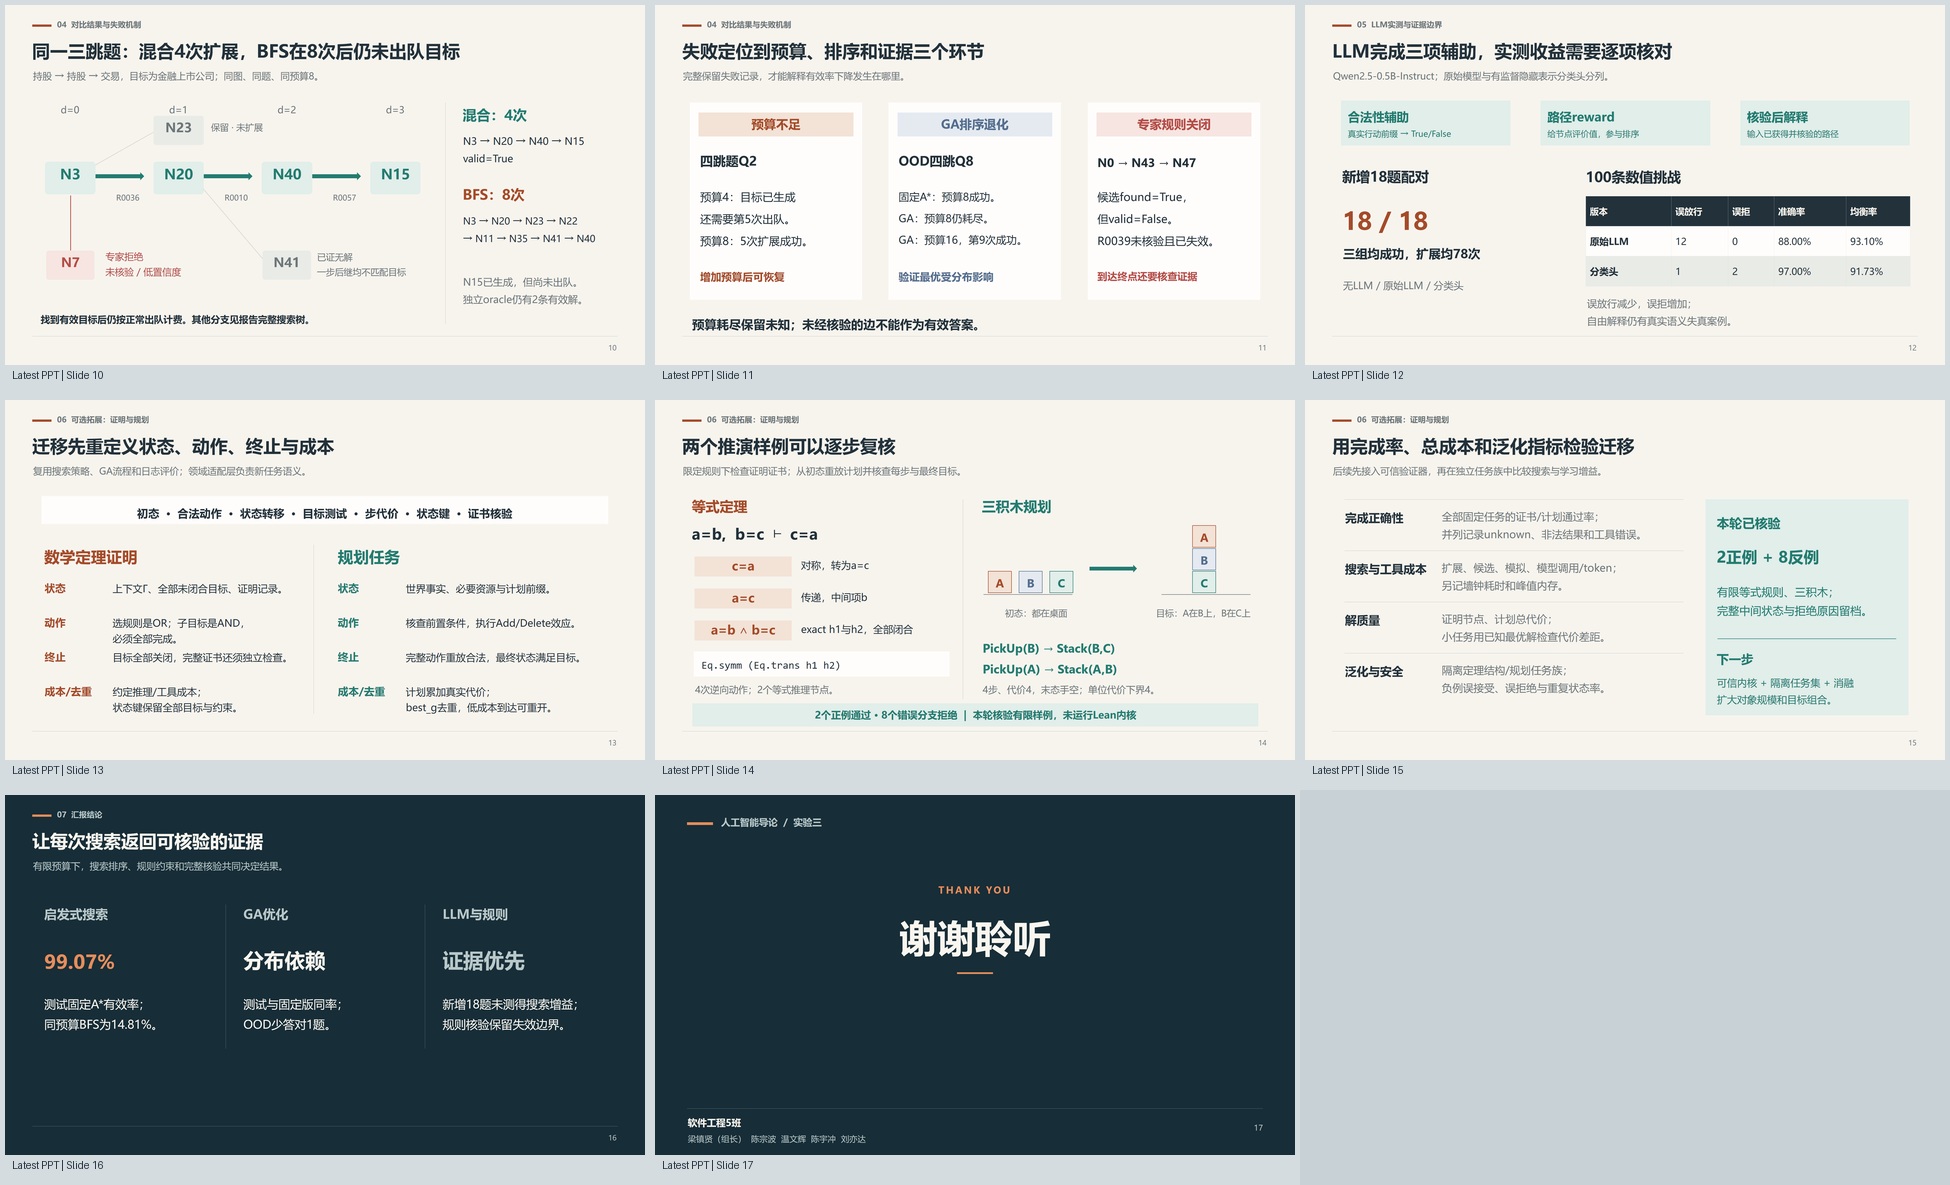 04 对比结果与失败机制
同一三跳题：混合4次扩展，BFS在8次后仍未出队目标
持股 → 持股 → 交易，目标为金融上市公司；同图、同题、同预算8。
d=0
d=1
d=2
d=3
N23
保留 · 未扩展
N3
N20
N40
N15
R0036
R0010
R0057
N7
专家拒绝
未核验 / 低置信度
N41
已证无解
一步后继均不匹配目标
混合：4次
N3 → N20 → N40 → N15
valid=True
BFS：8次
N3 → N20 → N23 → N22
→ N11 → N35 → N41 → N40
N15已生成，但尚未出队。
独立oracle仍有2条有效解。
找到有效目标后仍按正常出队计费。其他分支见报告完整搜索树。
10
Latest PPT | Slide 10
04 对比结果与失败机制
失败定位到预算、排序和证据三个环节
完整保留失败记录，才能解释有效率下降发生在哪里。
预算不足
四跳题Q2
预算4：目标已生成
还需要第5次出队。
预算8：5次扩展成功。
增加预算后可恢复
GA排序退化
OOD四跳Q8
固定A*：预算8成功。
GA：预算8仍耗尽。
GA：预算16，第9次成功。
验证最优受分布影响
专家规则关闭
N0 → N43 → N47
候选found=True，
但valid=False。
R0039未核验且已失效。
到达终点还要核查证据
预算耗尽保留未知；未经核验的边不能作为有效答案。
11
Latest PPT | Slide 11
05 LLM实测与证据边界
LLM完成三项辅助，实测收益需要逐项核对
Qwen2.5-0.5B-Instruct；原始模型与有监督隐藏表示分类头分列。
合法性辅助
真实行动前缀 → True/False
路径reward
给节点评价值，参与排序
核验后解释
输入已获得并核验的路径
新增18题配对
18 / 18
三组均成功，扩展均78次
无LLM / 原始LLM / 分类头
100条数值挑战
版本 误放行 误拒 准确率 均衡率
原始LLM 12 0 88.00% 93.10%
分类头 1 2 97.00% 91.73%
误放行减少，误拒增加；
自由解释仍有真实语义失真案例。
12
Latest PPT | Slide 12
06 可选拓展：证明与规划
迁移先重定义状态、动作、终止与成本
复用搜索策略、GA流程和日志评价；领域适配层负责新任务语义。
初态 • 合法动作 • 状态转移 • 目标测试 • 步代价 • 状态键 • 证书核验
数学定理证明
状态 上下文Γ、全部未闭合目标、证明记录。
动作 选规则是OR；子目标是AND，
必须全部完成。
终止 目标全部关闭，完整证书还须独立检查。
成本/去重 约定推理/工具成本；
状态键保留全部目标与约束。
规划任务
状态 世界事实、必要资源与计划前缀。
动作 核查前置条件，执行Add/Delete效应。
终止 完整动作重放合法，最终状态满足目标。
成本/去重 计划累加真实代价；
best_g去重，低成本到达可重开。
13
Latest PPT | Slide 13
06 可选拓展：证明与规划
两个推演样例可以逐步复核
限定规则下检查证明证书；从初态重放计划并核查每步与最终目标。
等式定理
a=b, b=c ⊢ c=a
c=a 对称，转为a=c
a=c 传递，中间项b
a=b ∧ b=c exact h1与h2，全部闭合
Eq.symm (Eq.trans h1 h2)
4次逆向动作；2个等式推理节点。
三积木规划
A
B
C
A
B
C
初态：都在桌面
目标：A在B上，B在C上
PickUp(B) → Stack(B,C)
PickUp(A) → Stack(A,B)
4步、代价4，末态手空；单位代价下界4。
2个正例通过 • 8个错误分支拒绝 | 本轮核验有限样例，未运行Lean内核
14
Latest PPT | Slide 14
06 可选拓展：证明与规划
用完成率、总成本和泛化指标检验迁移
后续先接入可信验证器，再在独立任务族中比较搜索与学习增益。
完成正确性 全部固定任务的证书/计划通过率；
并列记录unknown、非法结果和工具错误。
搜索与工具成本 扩展、候选、模拟、模型调用/token；
另记墙钟耗时和峰值内存。
解质量 证明节点、计划总代价；
小任务用已知最优解检查代价差距。
泛化与安全 隔离定理结构/规划任务族；
负例误接受、误拒绝与重复状态率。
本轮已核验
2正例 + 8反例
有限等式规则、三积木；
完整中间状态与拒绝原因留档。
下一步
可信内核 + 隔离任务集 + 消融
扩大对象规模和目标组合。
15
Latest PPT | Slide 15
07 汇报结论
让每次搜索返回可核验的证据
有限预算下，搜索排序、规则约束和完整核验共同决定结果。
启发式搜索
99.07%
测试固定A*有效率；
同预算BFS为14.81%。
GA优化
分布依赖
测试与固定版同率；
OOD少答对1题。
LLM与规则
证据优先
新增18题未测得搜索增益；
规则核验保留失效边界。
16
Latest PPT | Slide 16
人工智能导论 / 实验三
THANK YOU
谢谢聆听
软件工程5班
梁镇贤（组长） 陈宗波 温文辉 陈宇冲 刘亦达
17
Latest PPT | Slide 17